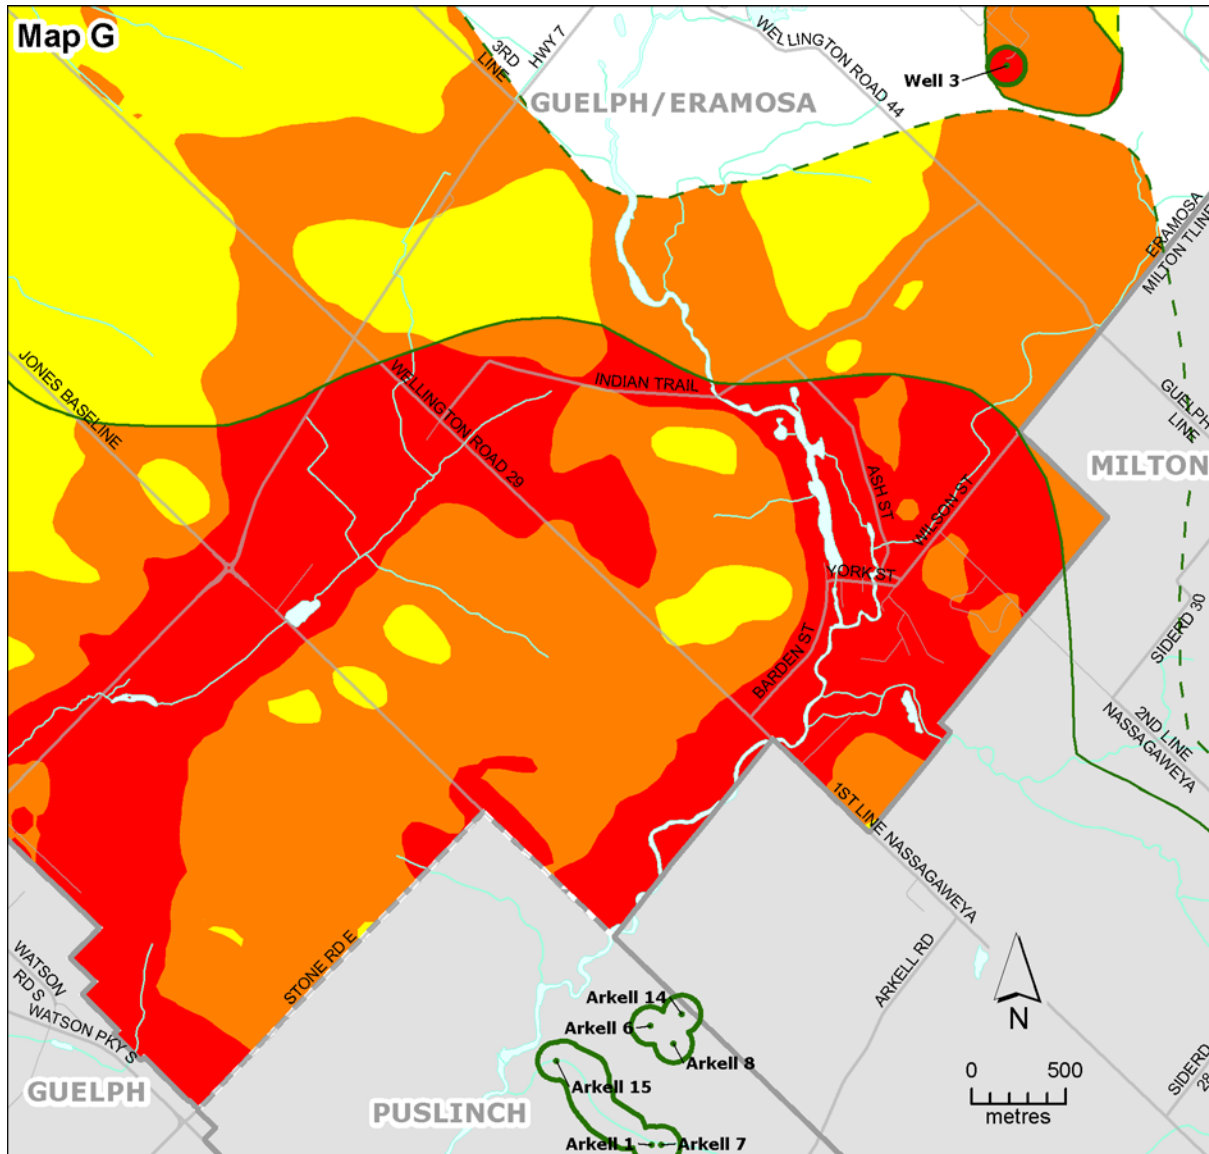 Map G
3RD
LINE
HWY 7
WELLINGTON ROAD 44
Well 3
GUELPH/ERAMOSA
ERAMOSA
MILTON TLINE
JONES BASELINE
WELLINGTON ROAD 29
INDIAN TRAIL
GUELPH
LINE
MILTON
ASH ST
WILSON ST
YORK ST
BARDEN ST
SIDERD 30
2ND LINE
NASSAGAWEYA
1ST LINE NASSAGAWEYA
STONE RD E
WATSON
RD S
WATSON PKY S
ARKELL RD
Arkell 14
Arkell 6
Arkell 8
Arkell 15
Arkell 1
Arkell 7
GUELPH
PUSLINCH
N
0 500
metres
SIDERD
28